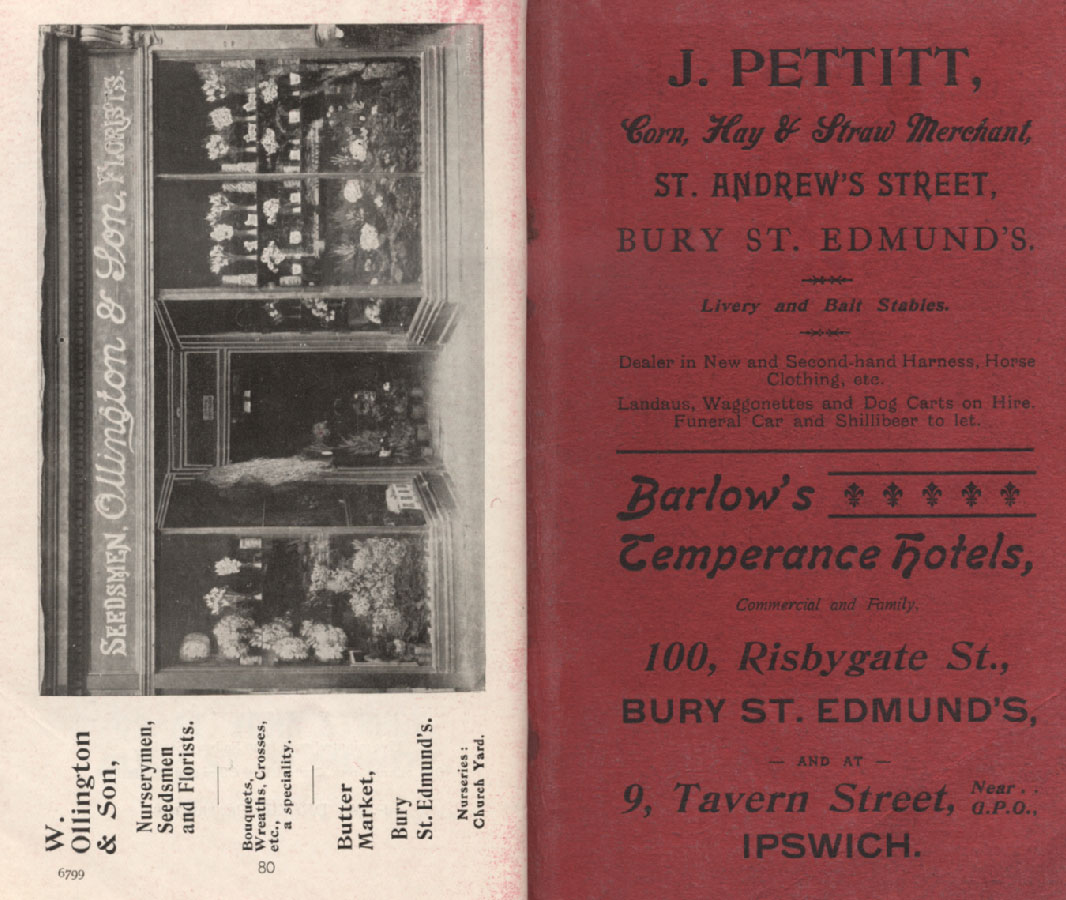 SEEDSMEN, Ollington & Son, FLORISTS.
W.
Ollington
& Son,
Nurserymen,
Seedsmen
and Florists.
Bouquets,
Wreaths, Crosses,
etc.,
a speciality.
Butter
Market,
Bury
St. Edmund's.
Nurseries:
Church Yard.
6799
80
J. PETTITT,
Corn, Hay & Straw Merchant,
ST. ANDREW'S STREET,
BURY ST. EDMUND'S.
Livery and Bait Stables.
Dealer in New and Second-hand Harness, Horse
Clothing, etc.
Landaus, Waggonettes and Dog Carts on Hire.
Funeral Car and Shillibeer to let.
Barlow's
Temperance Hotels,
Commercial and Family.
100, Risbygate St.,
BURY ST. EDMUND'S,
— AND AT —
9, Tavern Street, Near . .
G.P.O.,
IPSWICH.